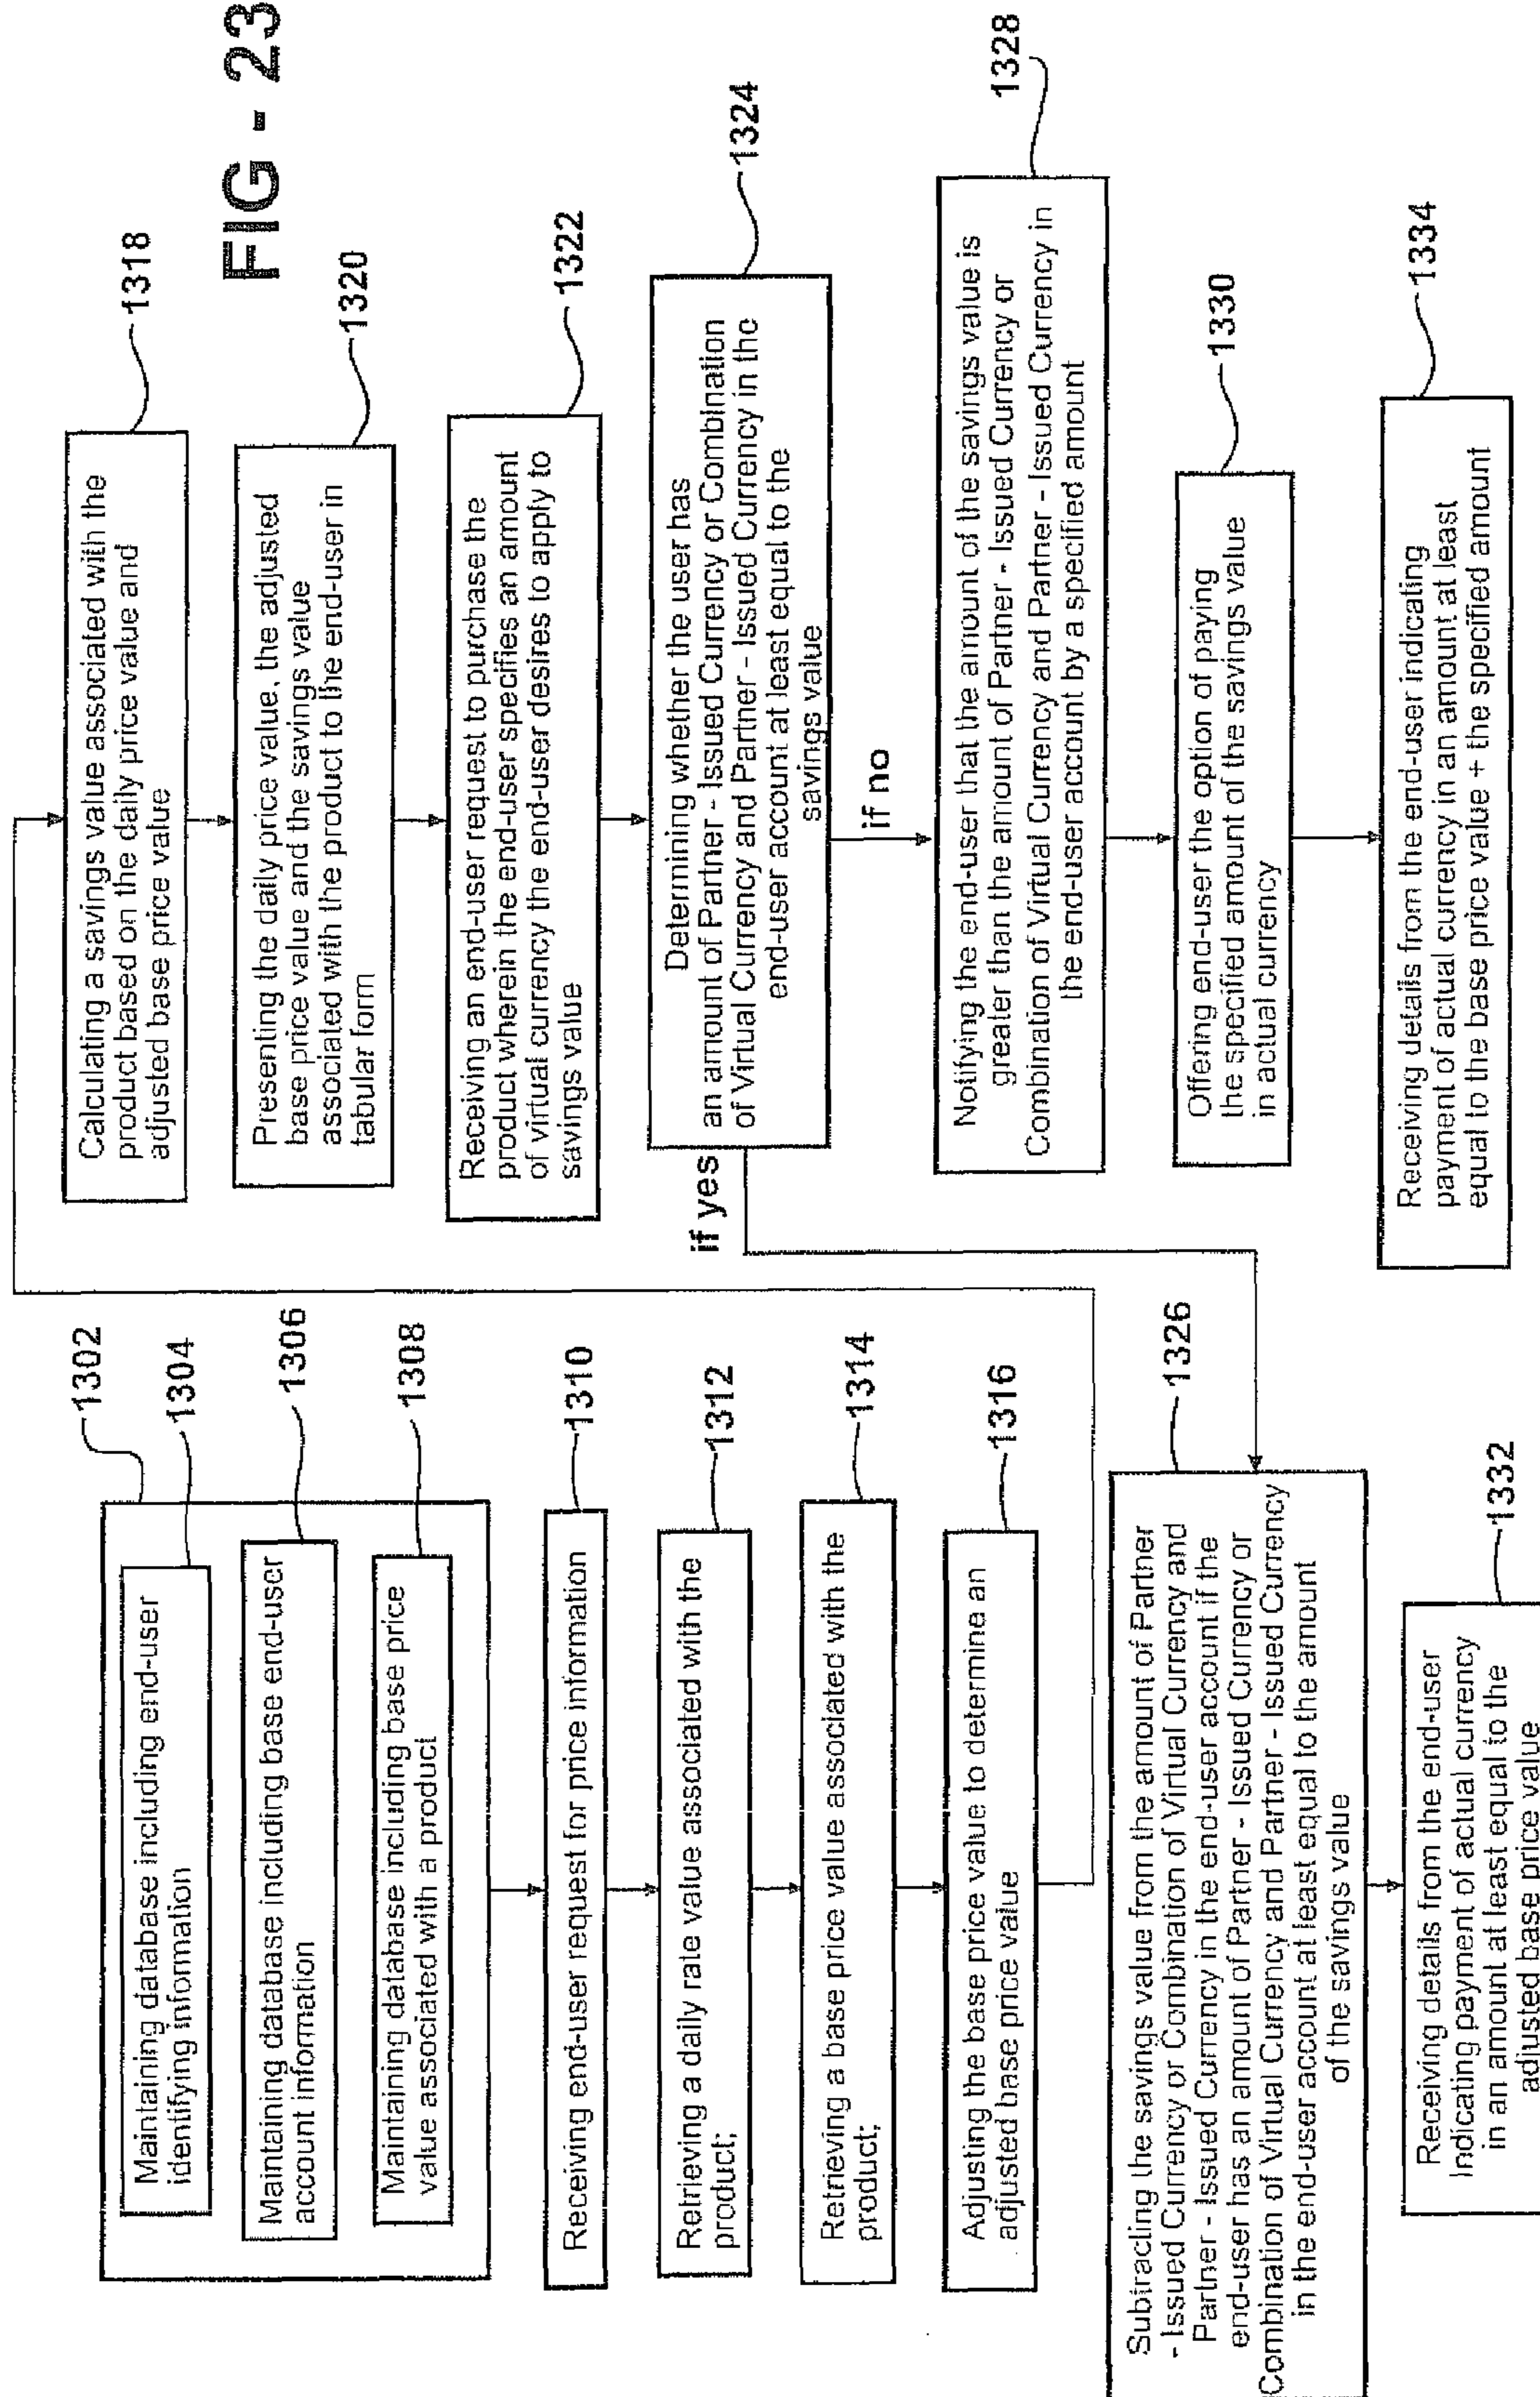 FIG - 23
1302
1304
Maintaining database including end-user
identifying information
1306
Maintaining database including base end-user
account information
1308
Maintaining database including base price
value associated with a product
1310
Receiving end-user request for price information
1312
Retrieving a daily rate value associated with the
product;
1314
Retrieving a base price value associated with the
product;
1316
Adjusting the base price value to determine an
adjusted base price value
1318
Calculating a savings value associated with the
product based on the daily price value and
adjusted base price value
1320
Presenting the daily price value, the adjusted
base price value and the savings value
associated with the product to the end-user in
tabular form
1322
Receiving an end-user request to purchase the
product wherein the end-user specifies an amount
of virtual currency the end-user desires to apply to
savings value
1324
Determining whether the user has
an amount of Partner - Issued Currency or Combination
of Virtual Currency and Partner - Issued Currency in the
end-user account at least equal to the
savings value
if yes
if no
1326
Subtracting the savings value from the amount of Partner
- Issued Currency or Combination of Virtual Currency and
Partner - Issued Currency in the end-user account if the
end-user has an amount of Partner - Issued Currency or
Combination of Virtual Currency and Partner - Issued Currency
in the end-user account at least equal to the amount
of the savings value
1332
Receiving details from the end-user
Indicating payment of actual currency
in an amount at least equal to the
adjusted base price value
1328
Notifying the end-user that the amount of the savings value is
greater than the amount of Partner - Issued Currency or
Combination of Virtual Currency and Partner - Issued Currency in
the end-user account by a specified amount
1330
Offering end-user the option of paying
the specified amount of the savings value
in actual currency
1334
Receiving details from the end-user indicating
payment of actual currency in an amount at least
equal to the base price value + the specified amount